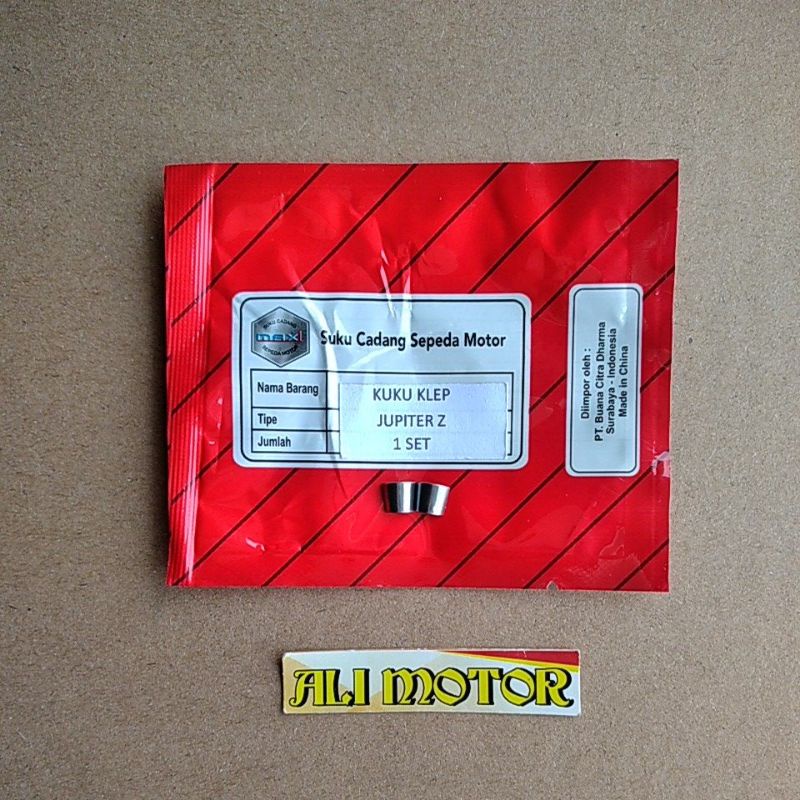 SUKU CADANG
maxi
SEPEDA MOTOR
Suku Cadang Sepeda Motor
Nama Barang
KUKU KLEP
Tipe
JUPITER Z
Jumlah
1 SET
Diimpor oleh :
PT. Buana Citra Dharma
Surabaya - Indonesia
Made in China
ALI MOTOR